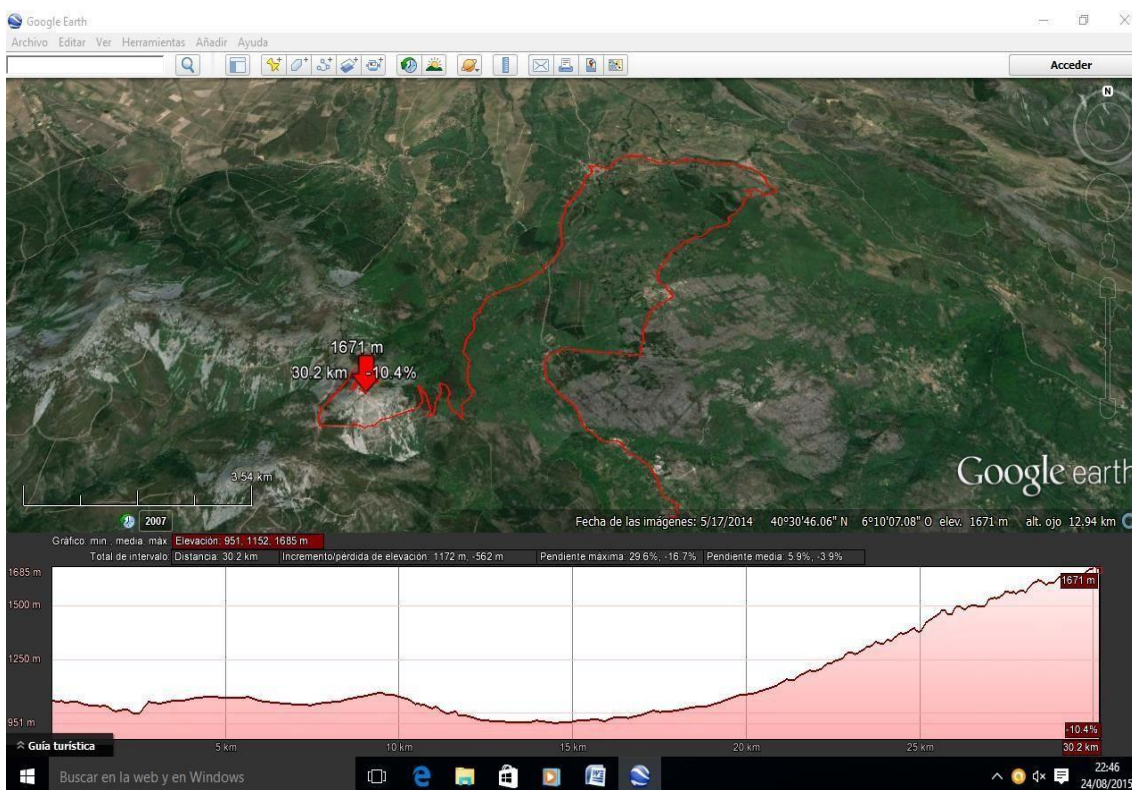 Google Earth
Archivo Editar Ver Herramientas Añadir Ayuda
Acceder
N
1671 m
30.2 km -10.4%
3.54 km
Google earth
2007
Fecha de las imágenes: 5/17/2014 40º30'46.06" N 6º10'07.08" O elev. 1671 m alt. ojo 12.94 km
Gráfico: mín., media, máx. Elevación: 951, 1152, 1685 m
Total de intervalo: Distancia: 30.2 km Incremento/pérdida de elevación: 1172 m, -562 m Pendiente máxima: 29.6%, -16.7% Pendiente media: 5.9%, -3.9%
1685 m
1671 m
1500 m
1250 m
951 m
-10.4%
Guía turística
5 km 10 km 15 km 20 km 25 km 30.2 km
Buscar en la web y en Windows
22:46
24/08/2015